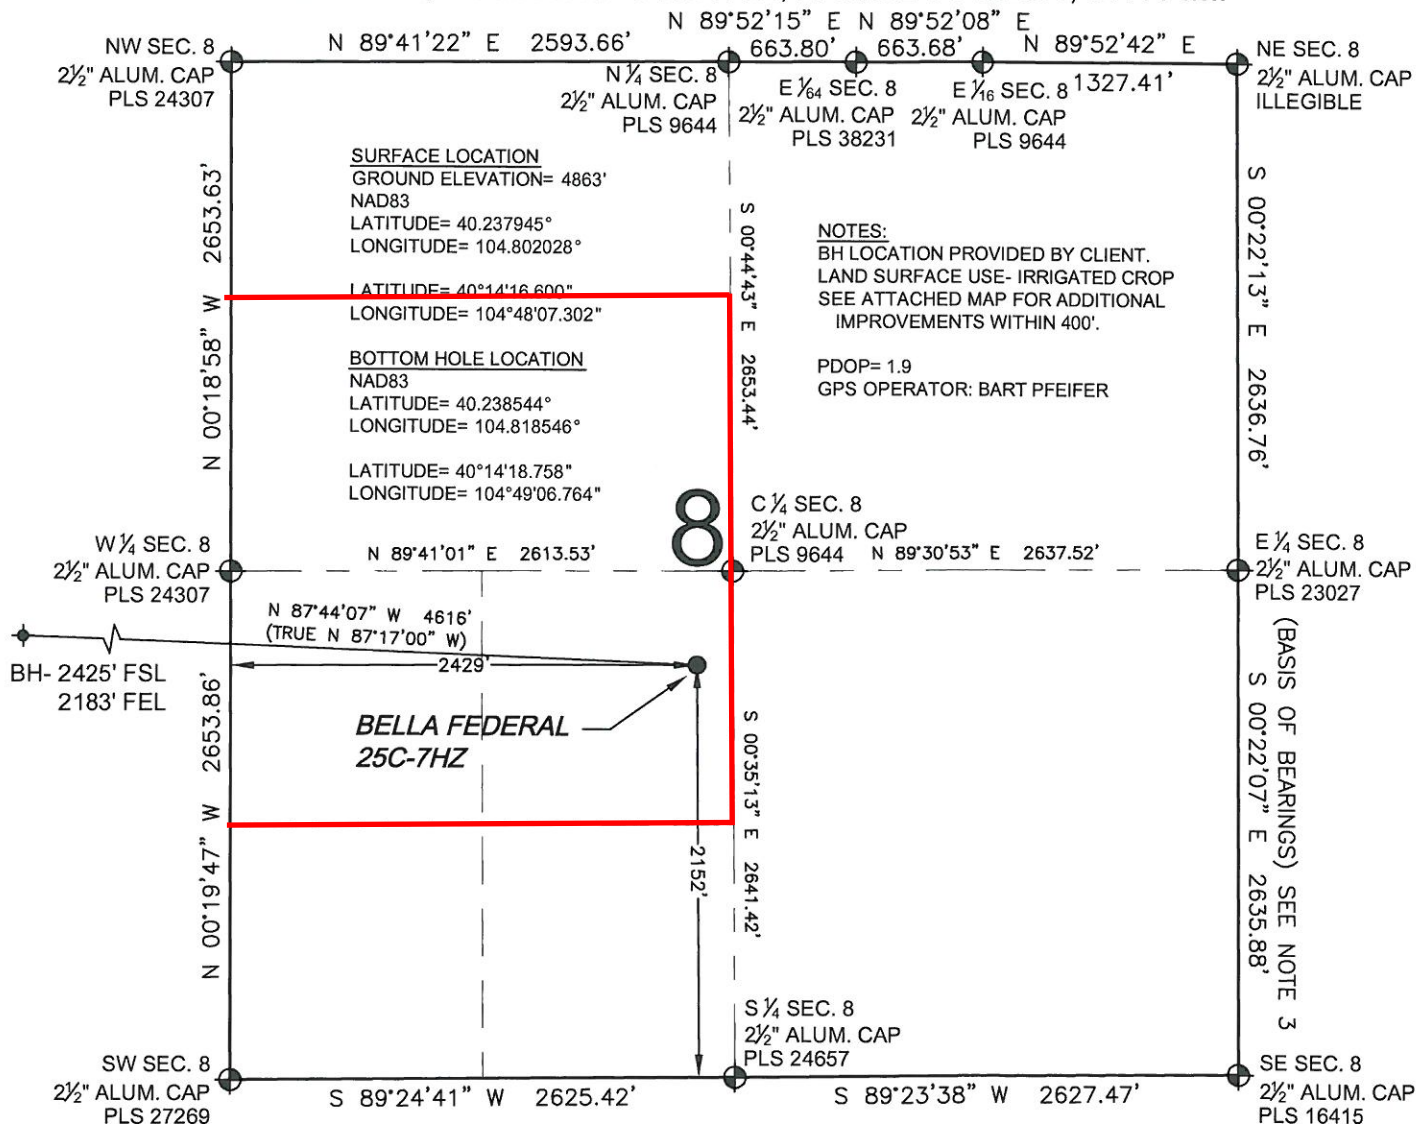 N 89°52'15" E N 89°52'08" E
NW SEC. 8
2½" ALUM. CAP
PLS 24307
N 89°41'22" E 2593.66'
663.80'
663.68'
N 89°52'42" E
1327.41'
NE SEC. 8
2½" ALUM. CAP
ILLEGIBLE
N ¼ SEC. 8
2½" ALUM. CAP
PLS 9644
E 1⁄64 SEC. 8
2½" ALUM. CAP
PLS 38231
E 1⁄16 SEC. 8
2½" ALUM. CAP
PLS 9644
SURFACE LOCATION
GROUND ELEVATION= 4863'
NAD83
LATITUDE= 40.237945°
LONGITUDE= 104.802028°
LATITUDE= 40°14'16.600"
LONGITUDE= 104°48'07.302"
BOTTOM HOLE LOCATION
NAD83
LATITUDE= 40.238544°
LONGITUDE= 104.818546°
LATITUDE= 40°14'18.758"
LONGITUDE= 104°49'06.764"
N 00°18'58" W 2653.63'
S 00°44'43" E 2653.44'
NOTES:
BH LOCATION PROVIDED BY CLIENT.
LAND SURFACE USE- IRRIGATED CROP
SEE ATTACHED MAP FOR ADDITIONAL
IMPROVEMENTS WITHIN 400'.
PDOP= 1.9
GPS OPERATOR: BART PFEIFER
S 00°22'13" E 2636.76'
8
C ¼ SEC. 8
2½" ALUM. CAP
PLS 9644
W ¼ SEC. 8
2½" ALUM. CAP
PLS 24307
N 89°41'01" E 2613.53'
N 89°30'53" E 2637.52'
E ¼ SEC. 8
2½" ALUM. CAP
PLS 23027
N 87°44'07" W 4616'
(TRUE N 87°17'00" W)
2429'
BH- 2425' FSL
2183' FEL
BELLA FEDERAL
25C-7HZ
N 00°19'47" W 2653.86'
2152'
S 00°35'13" E 2641.42'
S 00°22'07" E 2635.88'
(BASIS OF BEARINGS) SEE NOTE 3
S ¼ SEC. 8
2½" ALUM. CAP
PLS 24657
SW SEC. 8
2½" ALUM. CAP
PLS 27269
S 89°24'41" W 2625.42'
S 89°23'38" W 2627.47'
SE SEC. 8
2½" ALUM. CAP
PLS 16415